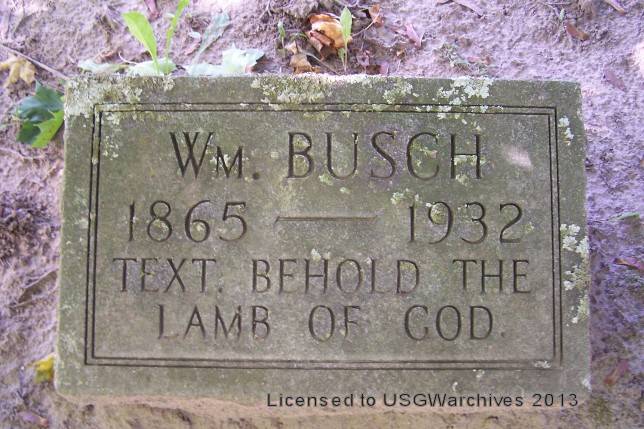 WM. BUSCH
1865 — 1932
TEXT. BEHOLD THE
LAMB OF GOD.
Licensed to USGWarchives 2013